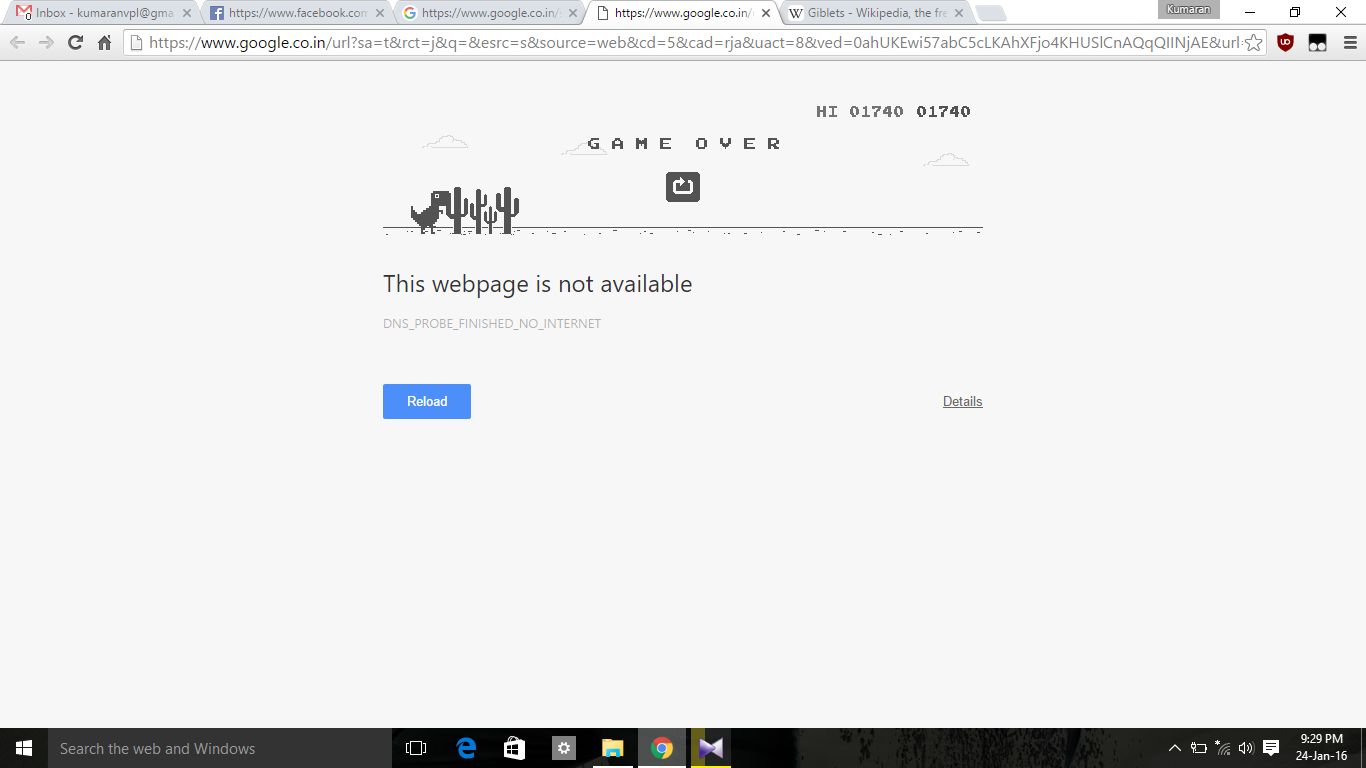 Inbox - kumaranvpl@gma
https://www.facebook.com
https://www.google.co.in/
https://www.google.co.in/
Giblets - Wikipedia, the fre
Kumaran
https://www.google.co.in/url?sa=t&rct=j&q=&esrc=s&source=web&cd=5&cad=rja&uact=8&ved=0ahUKEwi57abC5cLKAhXFjo4KHUSlCnAQqQIINjAE&url=
HI 01740 01740
GAME OVER
This webpage is not available
DNS_PROBE_FINISHED_NO_INTERNET
Reload
Details
Search the web and Windows
9:29 PM
24-Jan-16